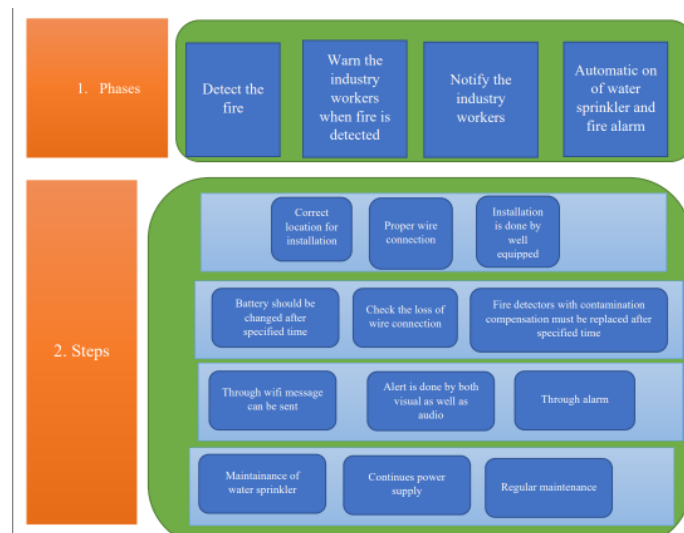 1. Phases
Detect the
fire
Warn the
industry
workers
when fire is
detected
Notify the
industry
workers
Automatic on
of water
sprinkler and
fire alarm
2. Steps
Correct
location for
installation
Proper wire
connection
Installation
is done by
well
equipped
Battery should be
changed after
specified time
Check the loss of
wire connection
Fire detectors with contamination
compensation must be replaced after
specified time
Through wifi message
can be sent
Alert is done by both
visual as well as
audio
Through alarm
Maintainance of
water sprinkler
Continues power
supply
Regular maintenance